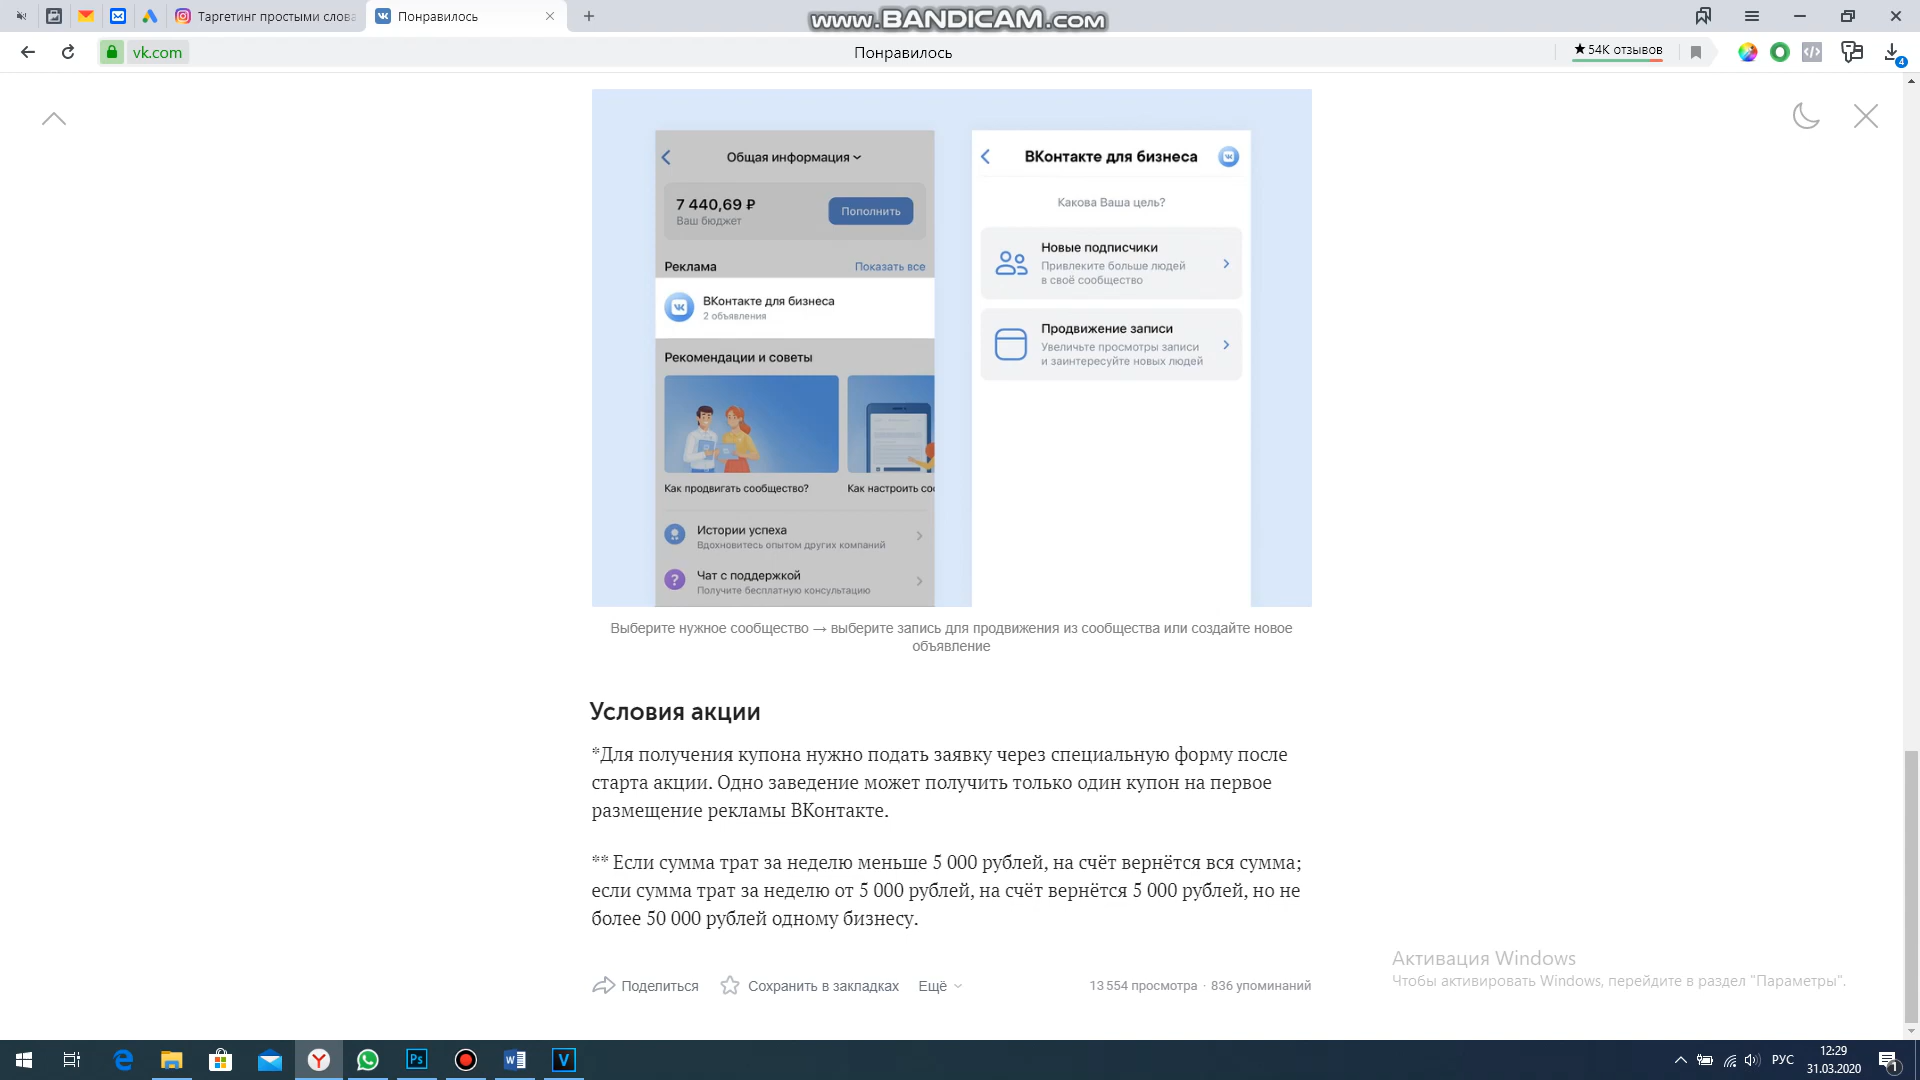 Таргетинг простыми слова
Понравилось
www.BANDICAM.com
vk.com
Понравилось
★54K отзывов
4
Общая информация
7 440,69 ₽
Ваш бюджет
Пополнить
Реклама
Показать все
ВКонтакте для бизнеса
2 объявления
Рекомендации и советы
Как продвигать сообщество?
Как настроить соо
Истории успеха
Вдохновитесь опытом других компаний
?
Чат с поддержкой
Получите бесплатную консультацию
ВКонтакте для бизнеса
Какова Ваша цель?
Новые подписчики
Привлеките больше людей
в своё сообщество
Продвижение записи
Увеличьте просмотры записи
и заинтересуйте новых людей
Выберите нужное сообщество → выберите запись для продвижения из сообщества или создайте новое
объявление
Условия акции
*Для получения купона нужно подать заявку через специальную форму после
старта акции. Одно заведение может получить только один купон на первое
размещение рекламы ВКонтакте.
** Если сумма трат за неделю меньше 5 000 рублей, на счёт вернётся вся сумма;
если сумма трат за неделю от 5 000 рублей, на счёт вернётся 5 000 рублей, но не
более 50 000 рублей одному бизнесу.
Поделиться
Сохранить в закладках
Ещё
13 554 просмотра · 836 упоминаний
Активация Windows
Чтобы активировать Windows, перейдите в раздел "Параметры".
Ps
V
РУС
12:29
31.03.2020
1